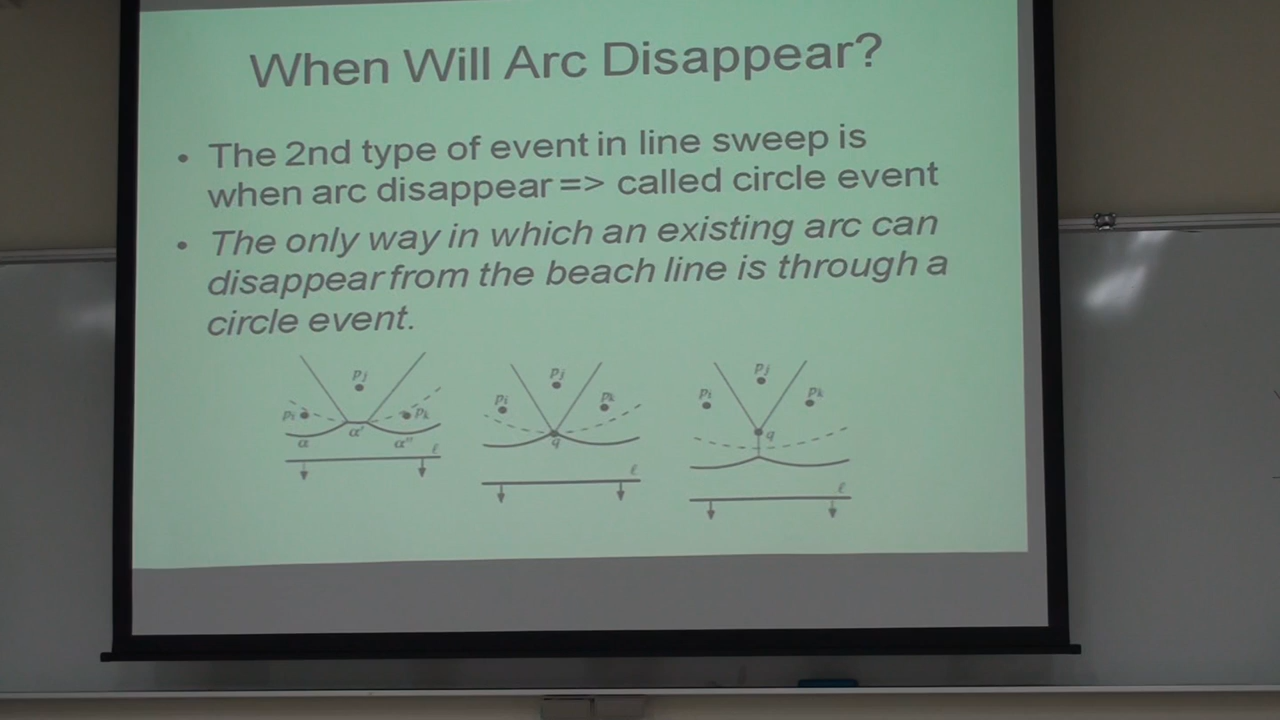 When Will Arc Disappear?
• The 2nd type of event in line sweep is
when arc disappear => called circle event
• The only way in which an existing arc can
disappear from the beach line is through a
circle event.
pj
pi
pk
α
α'
α''
ℓ
pj
pi
pk
q
ℓ
pj
pi
pk
q
ℓ